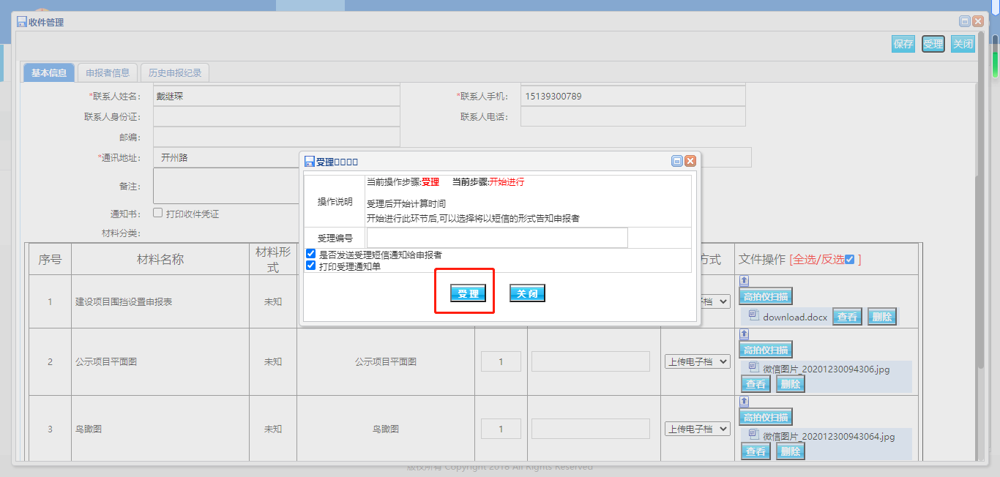 收件管理
保存 受理 关闭
基本信息 申报者信息 历史申报纪录
*联系人姓名: 戴继琛 *联系人手机: 15139300789
联系人身份证: 联系人电话:
邮编:
*通讯地址: 开州路
备注:
通知书: 打印收件凭证
材料分类:
受理
操作说明
当前操作步骤:受理 当前步骤:开始进行
受理后开始计算时间
开始进行此环节后,可以选择将以短信的形式告知申报者
受理编号
是否发送受理短信通知给申报者
打印受理通知单
受 理 关 闭
序号 材料名称 材料形式 方式 文件操作 [全选/反选 ]
1 建设项目围挡设置申报表 未知 档
高拍仪扫描
download.docx 查看 删除
2 公示项目平面图 未知 公示项目平面图 1 上传电子档
高拍仪扫描
微信图片_20201230094306.jpg
查看 删除
3 鸟瞰图 未知 鸟瞰图 1 上传电子档
高拍仪扫描
微信图片_202012300943064.jpg
查看 删除
版权所有 Copyright 2018 All Rights Reserved